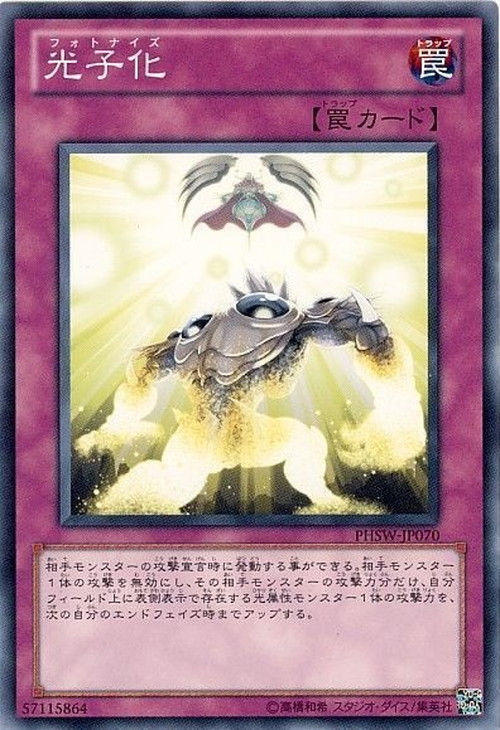 フォトナイズ
光子化
トラップ
罠
トラップ
【罠カード】
PHSW-JP070
相手モンスターの攻撃宣言時に発動する事ができる。相手モンスター
1体の攻撃を無効にし、その相手モンスターの攻撃力分だけ、自分
フィールド上に表側表示で存在する光属性モンスター1体の攻撃力を、
次の自分のエンドフェイズ時までアップする。
57115864
©高橋和希 スタジオ・ダイス/集英社